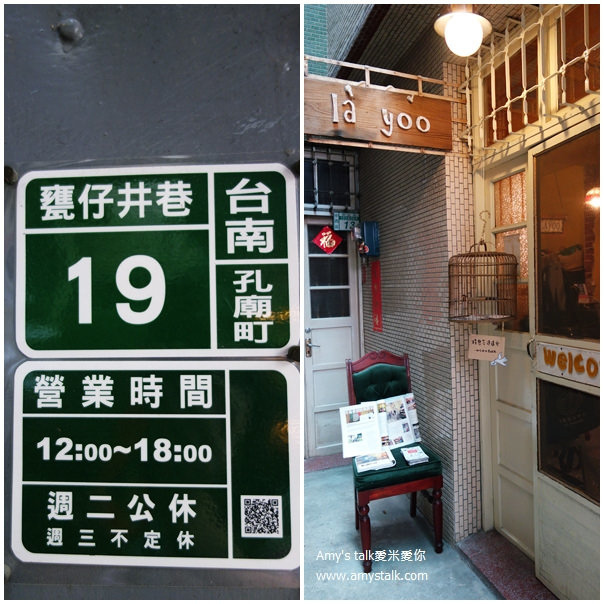 甕仔井巷
19
台南
孔廟町
營業時間
12:00~18:00
週二公休
週三不定休
là yoo
福
13
WELCO
Amy's talk愛米愛你
www.amystalk.com